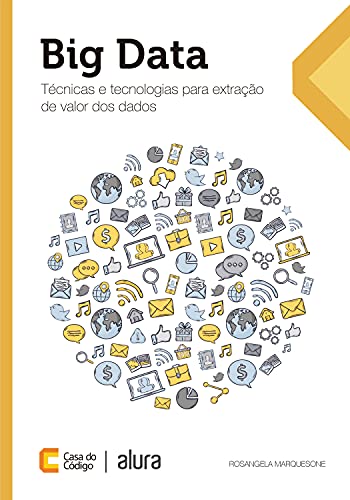 Big Data
Técnicas e tecnologias para extração
de valor dos dados
Casa do
Código
alura
ROSANGELA MARQUESONE